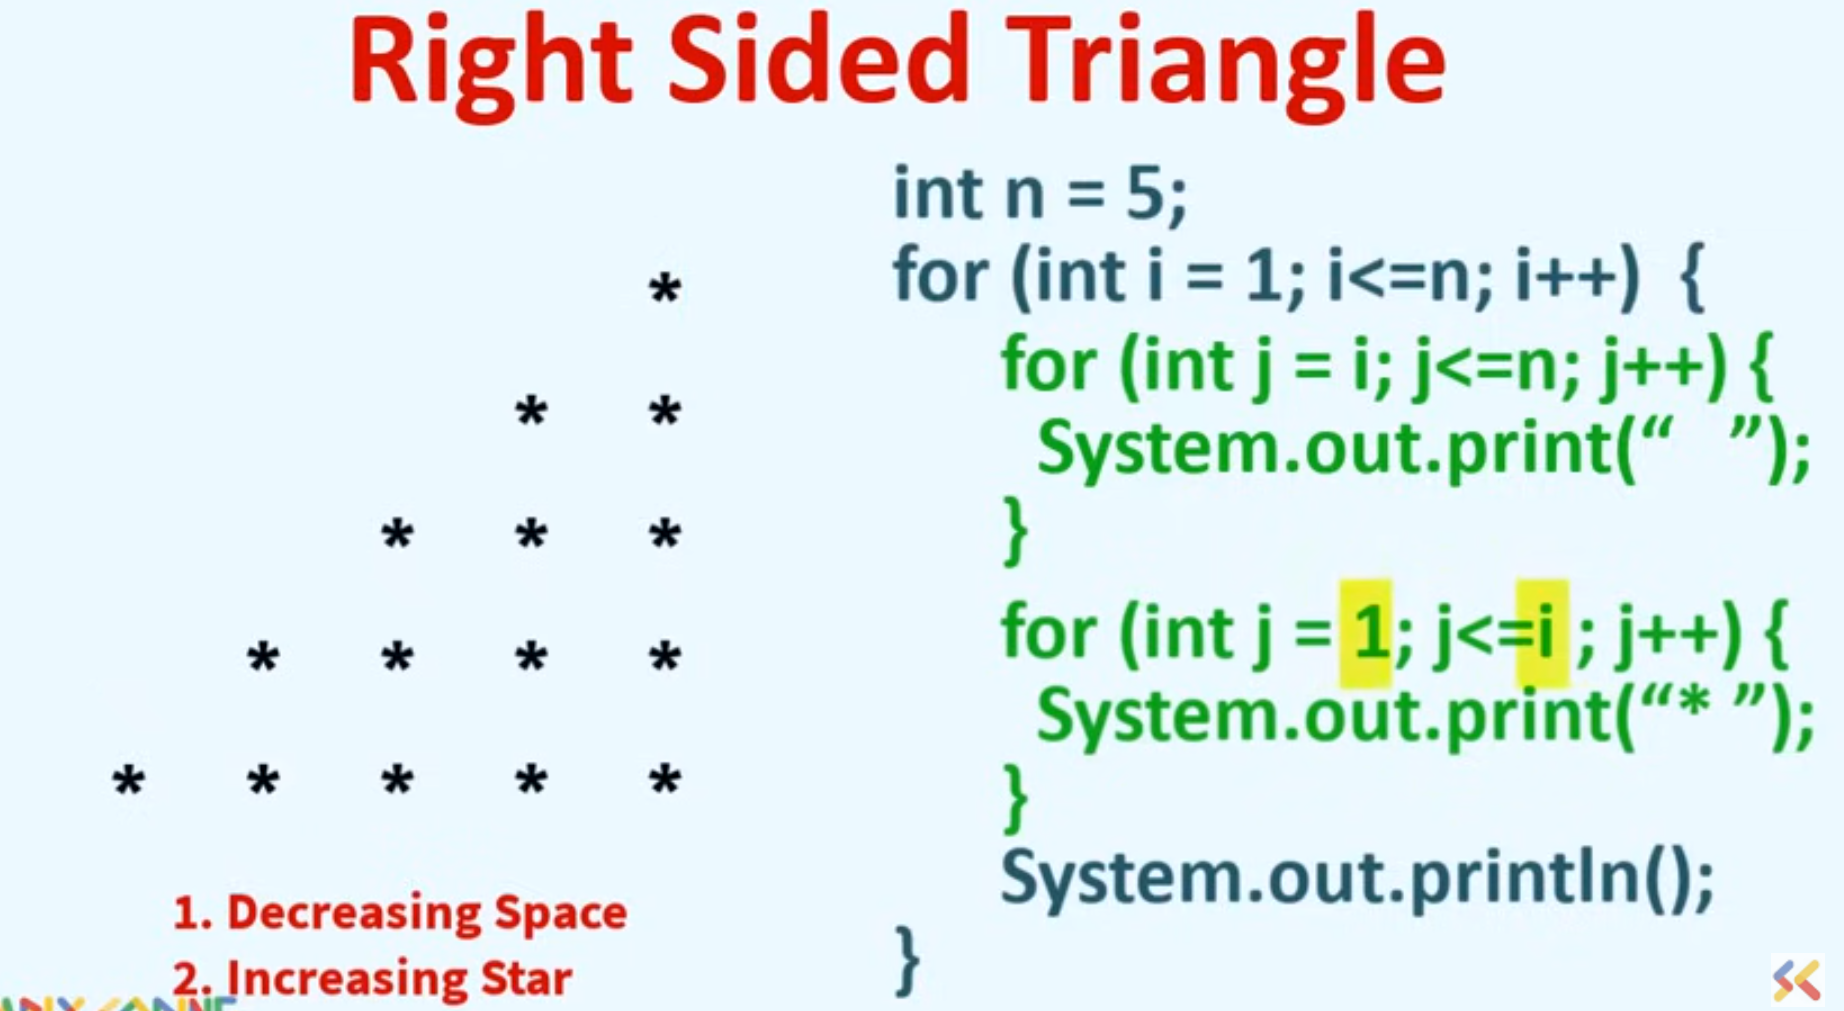 Right Sided Triangle
*
* *
* * *
* * * *
* * * * *
1. Decreasing Space
2. Increasing Star
int n = 5;
for (int i = 1; i<=n; i++) {
for (int j = i; j<=n; j++) {
System.out.print(“  ”);
}
for (int j = 1; j<=i ; j++) {
System.out.print(“* ”);
}
System.out.println();
}